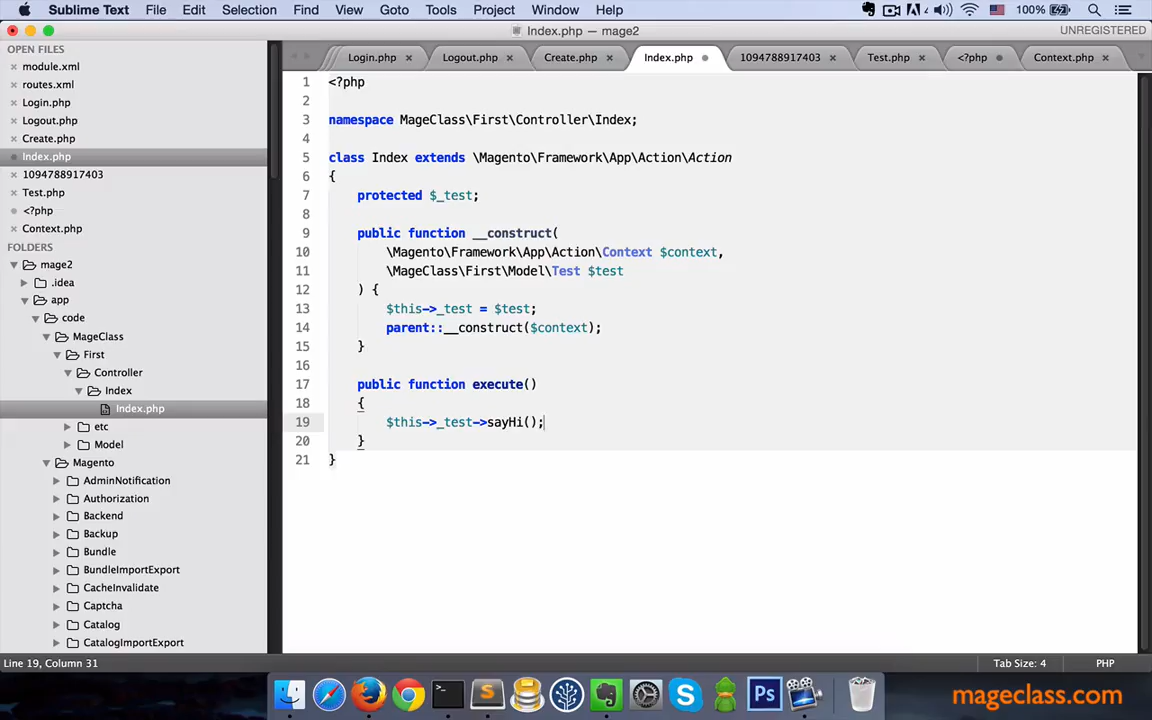 Sublime Text File Edit Selection Find View Goto Tools Project Window Help 4 100%
Index.php — mage2 UNREGISTERED
OPEN FILES
module.xml
routes.xml
Login.php
Logout.php
Create.php
Index.php
1094788917403
Test.php
<?php
Context.php
FOLDERS
mage2
.idea
app
code
MageClass
First
Controller
Index
Index.php
etc
Model
Magento
AdminNotification
Authorization
Backend
Backup
Bundle
BundleImportExport
CacheInvalidate
Captcha
Catalog
CatalogImportExport
Login.php Logout.php Create.php Index.php 1094788917403 Test.php <?php Context.php
1 <?php
2
3 namespace MageClass\First\Controller\Index;
4
5 class Index extends \Magento\Framework\App\Action\Action
6 {
7 protected $_test;
8
9 public function __construct(
10 \Magento\Framework\App\Action\Context $context,
11 \MageClass\First\Model\Test $test
12 ) {
13 $this->_test = $test;
14 parent::__construct($context);
15 }
16
17 public function execute()
18 {
19 $this->_test->sayHi();
20 }
21 }
Line 19, Column 31 Tab Size: 4 PHP
Ps
mageclass.com